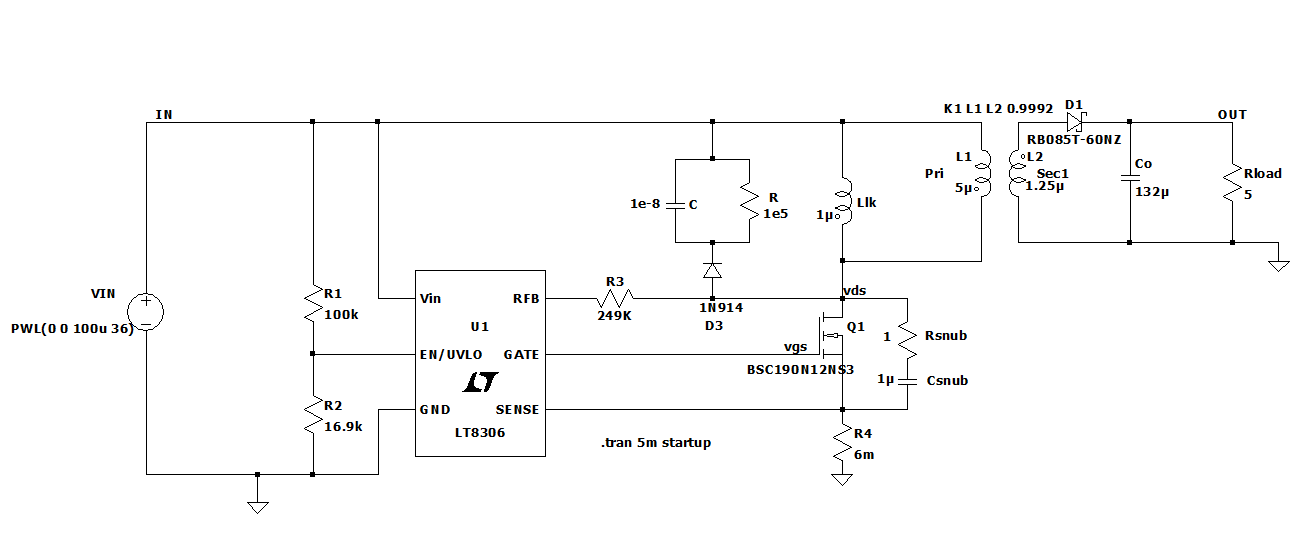 K1 L1 L2 0.9992
D1
IN
OUT
RB085T-60NZ
L1
L2
Co
Pri
Sec1
Rload
5µ
1.25µ
132µ
5
1e-8
C
R
1e5
Llk
1µ
R3
VIN
R1
Vin
RFB
249K
1N914
vds
100k
D3
PWL(0 0 100u 36)
U1
Q1
1
Rsnub
EN/UVLO
GATE
vgs
BSC190N12NS3
1µ
Csnub
R2
GND
SENSE
16.9k
LT8306
.tran 5m startup
R4
6m